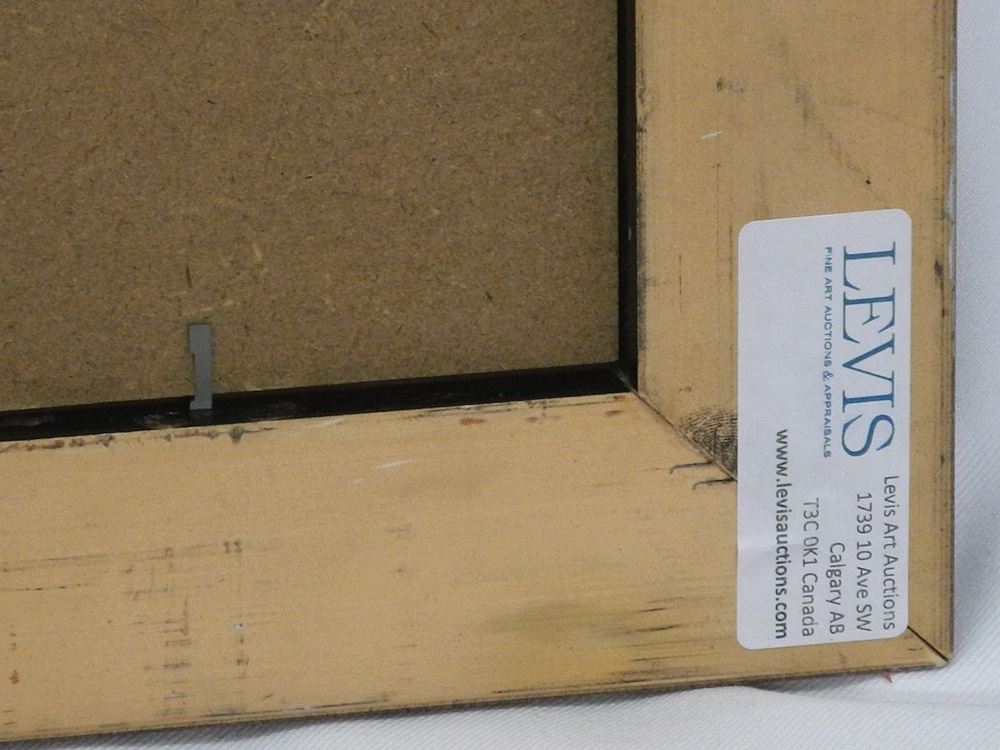 LEVIS
FINE ART AUCTIONS & APPRAISALS
Levis Art Auctions
1739 10 Ave SW
Calgary AB
T3C 0K1 Canada
www.levisauctions.com